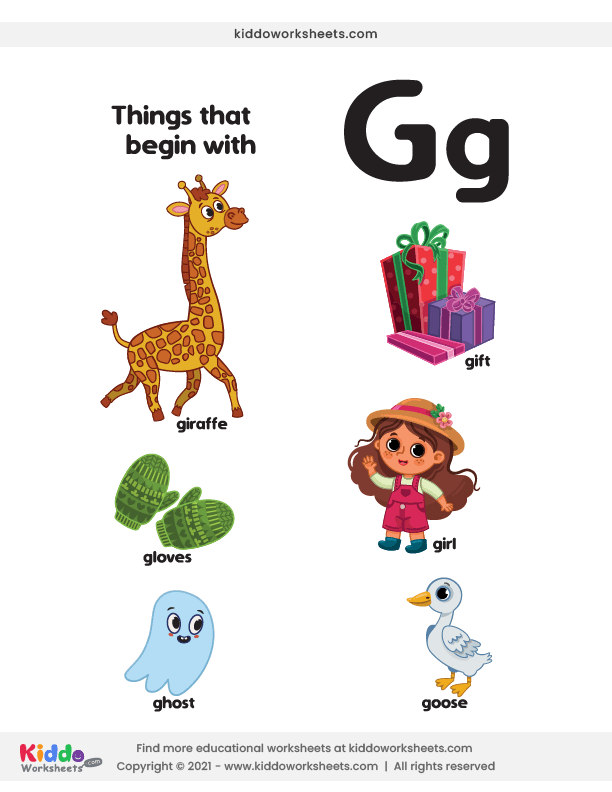 kiddoworksheets.com
Things that
begin with
Gg
giraffe
gift
gloves
girl
ghost
goose
Kiddo
Worksheets .com
Find more educational worksheets at kiddoworksheets.com
Copyright © 2021 - www.kiddoworksheets.com | All rights reserved